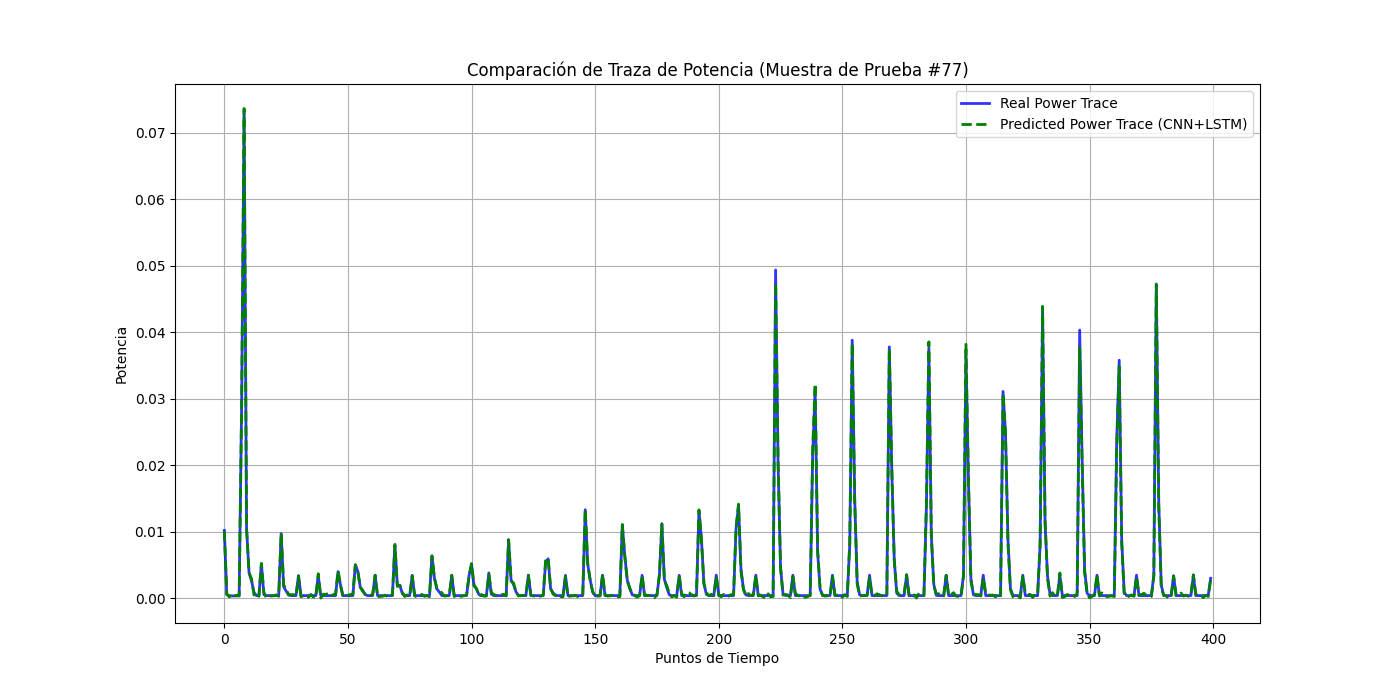 Comparación de Traza de Potencia (Muestra de Prueba #77)
Real Power Trace
Predicted Power Trace (CNN+LSTM)
Potencia
0.07
0.06
0.05
0.04
0.03
0.02
0.01
0.00
0 50 100 150 200 250 300 350 400
Puntos de Tiempo